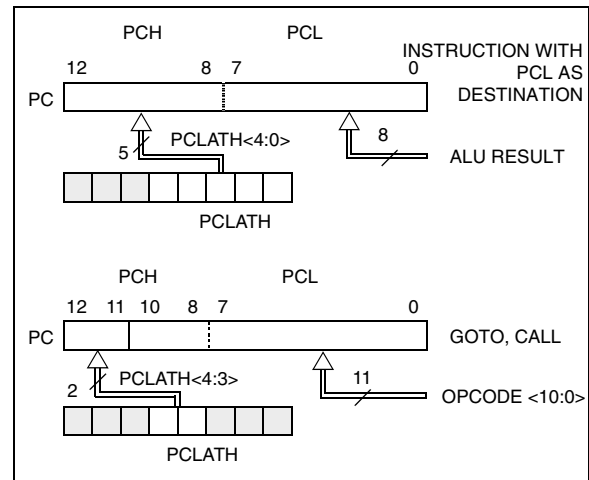 PCH PCL
12 8 7 0
INSTRUCTION WITH
PCL AS
DESTINATION
PC
5 PCLATH<4:0> 8
ALU RESULT
PCLATH
PCH PCL
12 11 10 8 7 0
PC GOTO, CALL
2 PCLATH<4:3> 11
OPCODE <10:0>
PCLATH